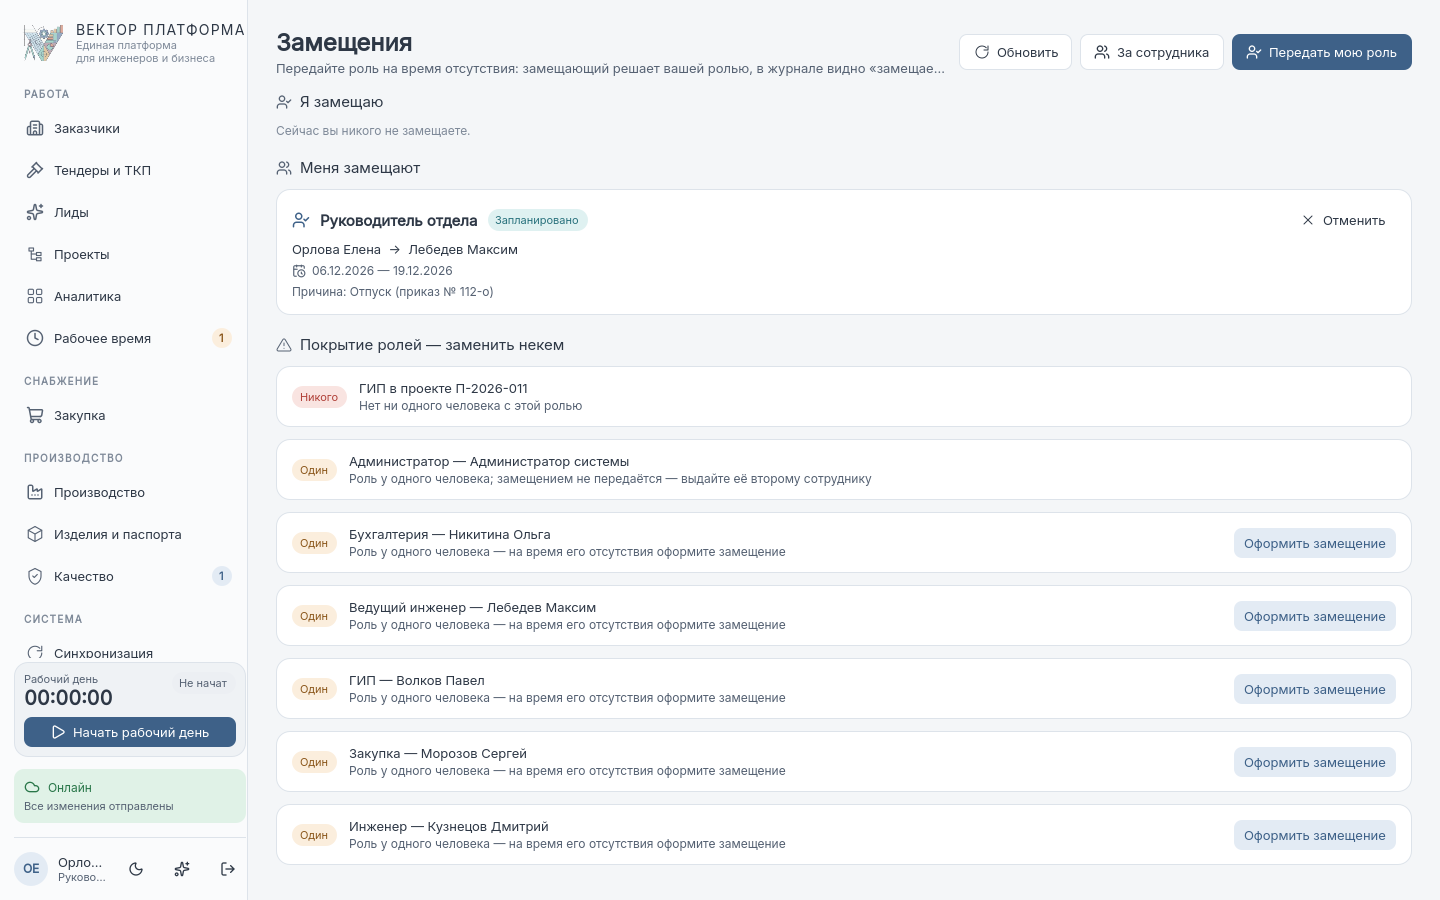 ВЕКТОР ПЛАТФОРМА
Единая платформа
для инженеров и бизнеса
РАБОТА
Заказчики
Тендеры и ТКП
Лиды
Проекты
Аналитика
Рабочее время 1
СНАБЖЕНИЕ
Закупка
ПРОИЗВОДСТВО
Производство
Изделия и паспорта
Качество 1
СИСТЕМА
Синхронизация
Рабочий день
00:00:00
Не начат
Начать рабочий день
Онлайн
Все изменения отправлены
ОЕ
Орло...
Руково...
Замещения
Передайте роль на время отсутствия: замещающий решает вашей ролью, в журнале видно «замещае...
Обновить
За сотрудника
Передать мою роль
Я замещаю
Сейчас вы никого не замещаете.
Меня замещают
Руководитель отдела Запланировано
Отменить
Орлова Елена → Лебедев Максим
06.12.2026 — 19.12.2026
Причина: Отпуск (приказ № 112-о)
Покрытие ролей — заменить некем
Никого
ГИП в проекте П-2026-011
Нет ни одного человека с этой ролью
Один
Администратор — Администратор системы
Роль у одного человека; замещением не передаётся — выдайте её второму сотруднику
Один
Бухгалтерия — Никитина Ольга
Роль у одного человека — на время его отсутствия оформите замещение
Оформить замещение
Один
Ведущий инженер — Лебедев Максим
Роль у одного человека — на время его отсутствия оформите замещение
Оформить замещение
Один
ГИП — Волков Павел
Роль у одного человека — на время его отсутствия оформите замещение
Оформить замещение
Один
Закупка — Морозов Сергей
Роль у одного человека — на время его отсутствия оформите замещение
Оформить замещение
Один
Инженер — Кузнецов Дмитрий
Роль у одного человека — на время его отсутствия оформите замещение
Оформить замещение